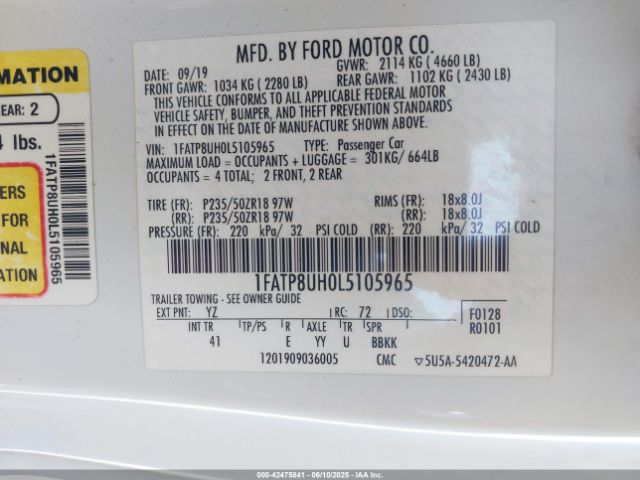 RMATION
EAR: 2
4 lbs.
1FATP8UH0L5105965
ERS
FOR
NAL
ATION
MFD. BY FORD MOTOR CO.
DATE: 09/19 GVWR: 2114 KG ( 4660 LB)
FRONT GAWR: 1034 KG ( 2280 LB) REAR GAWR: 1102 KG ( 2430 LB)
THIS VEHICLE CONFORMS TO ALL APPLICABLE FEDERAL MOTOR
VEHICLE SAFETY, BUMPER, AND THEFT PREVENTION STANDARDS
IN EFFECT ON THE DATE OF MANUFACTURE SHOWN ABOVE.
VIN: 1FATP8UH0L5105965 TYPE: Passenger Car
MAXIMUM LOAD = OCCUPANTS + LUGGAGE = 301KG/ 664LB
OCCUPANTS = 4 TOTAL; 2 FRONT, 2 REAR
TIRE (FR): P235/50ZR18 97W RIMS (FR): 18x8.0J
(RR): P235/50ZR18 97W (RR): 18x8.0J
PRESSURE (FR): 220 kPa/ 32 PSI COLD (RR): 220 kPa/ 32 PSI COLD
1FATP8UH0L5105965
TRAILER TOWING - SEE OWNER GUIDE
EXT PNT: YZ RC: 72 DSO: F0128
R0101
INT TR TP/PS R AXLE TR SPR
41 E YY U BBKK
1201909036005 CMC ▽5U5A-5420472-AA
000-42475841 - 06/10/2025 - IAAI.com